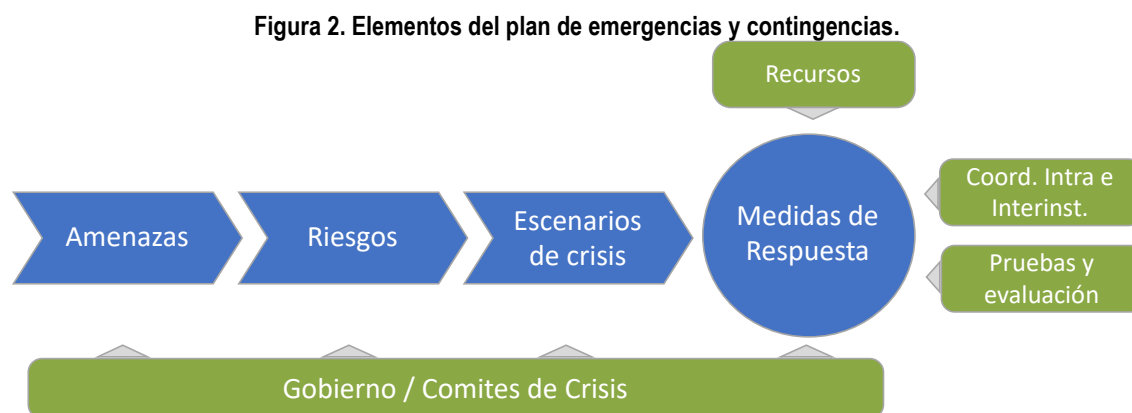 Figura 2. Elementos del plan de emergencias y contingencias.
Recursos
Amenazas
Riesgos
Escenarios
de crisis
Medidas de
Respuesta
Coord. Intra e
Interinst.
Pruebas y
evaluación
Gobierno / Comites de Crisis